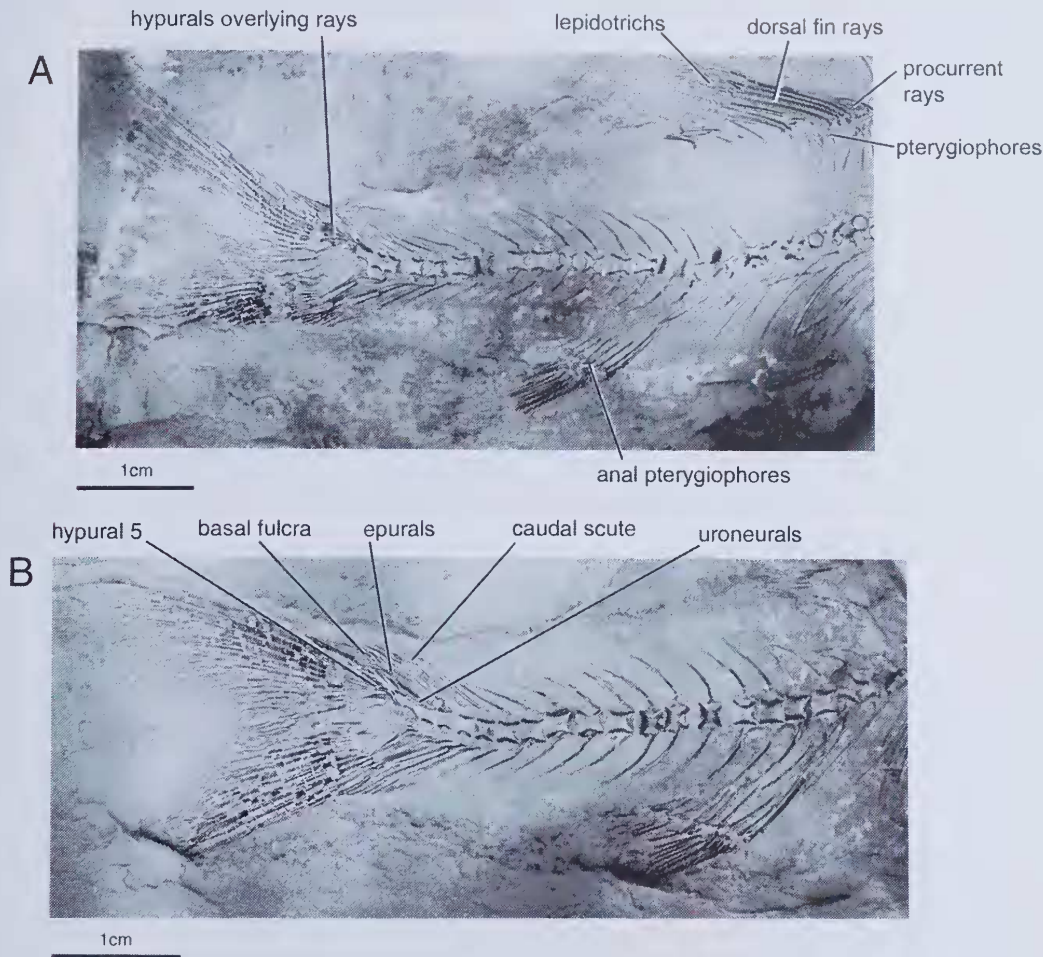 hypurals overlying rays
lepidotrichs
dorsal fin rays
A
procurrent
rays
pterygiophores
1cm
anal pterygiophores
hypural 5
basal fulcra
epurals
caudal scute
uroneurals
B
1cm